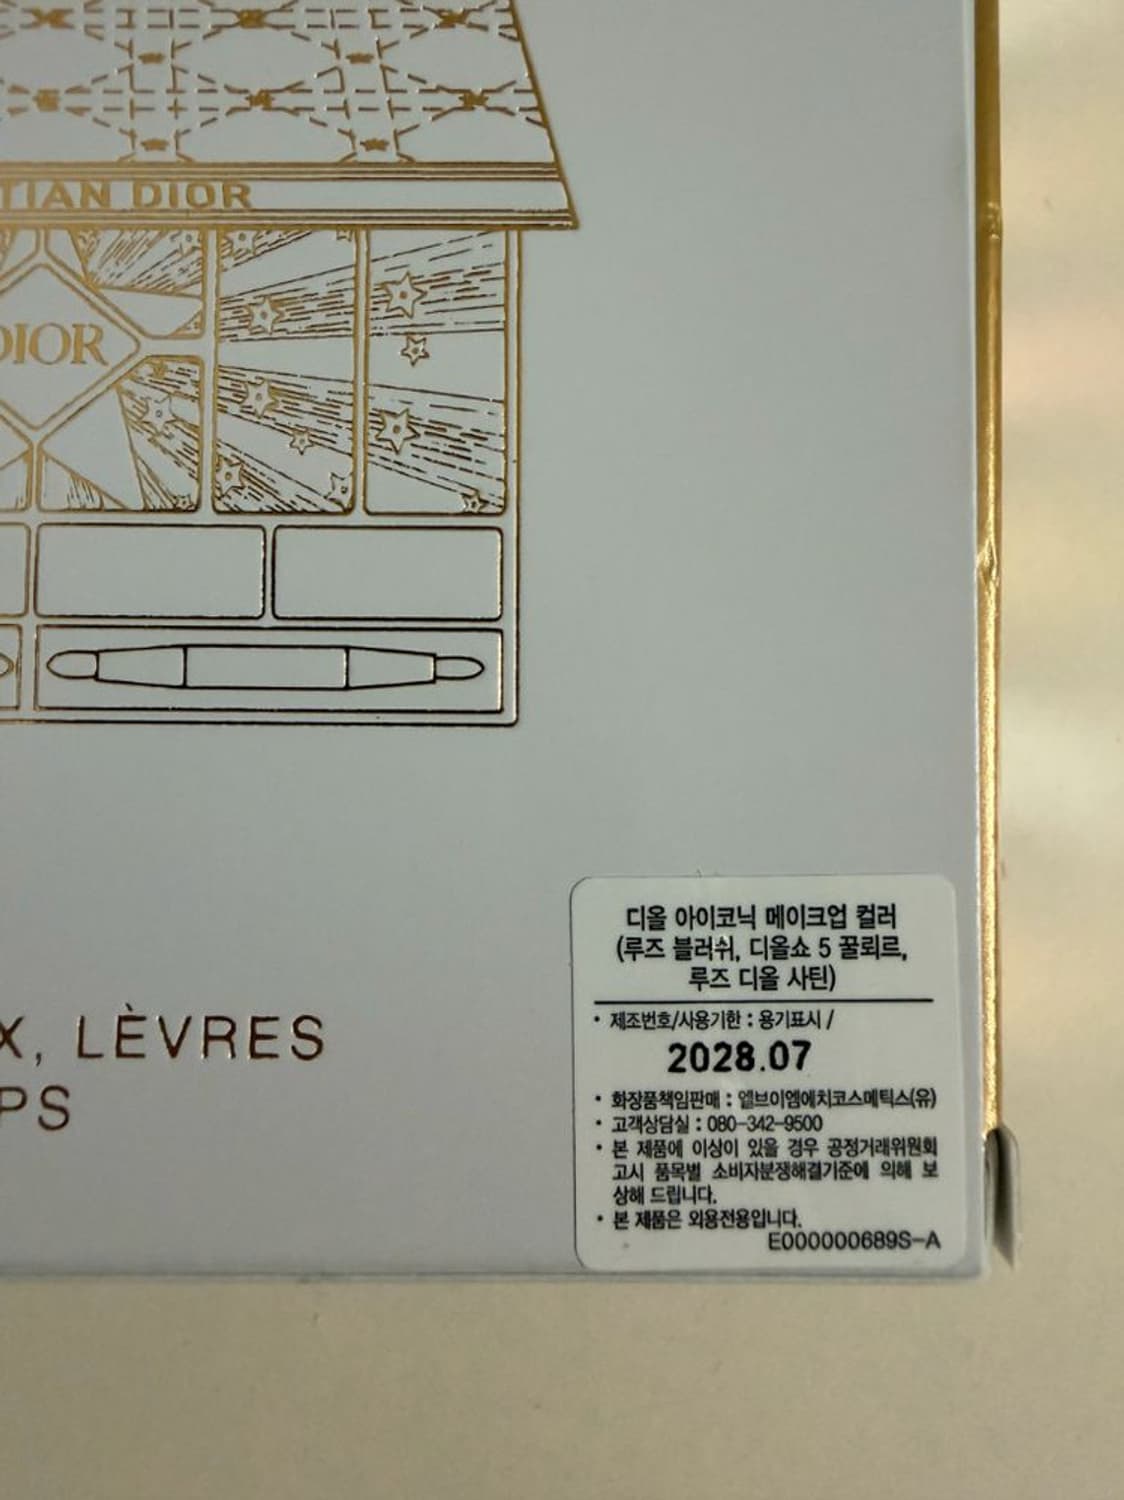 TIAN DIOR
DIOR
X, LÈVRES
PS
디올 아이코닉 메이크업 컬러
(루즈 블러쉬, 디올쇼 5 꿀뢰르,
루즈 디올 사틴)
• 제조번호/사용기한 : 용기표시 /
2028.07
• 화장품책임판매 : 엘브이엠에치코스메틱스(유)
• 고객상담실 : 080-342-9500
• 본 제품에 이상이 있을 경우 공정거래위원회
고시 품목별 소비자분쟁해결기준에 의해 보
상해 드립니다.
• 본 제품은 외용전용입니다.
E000000689S-A